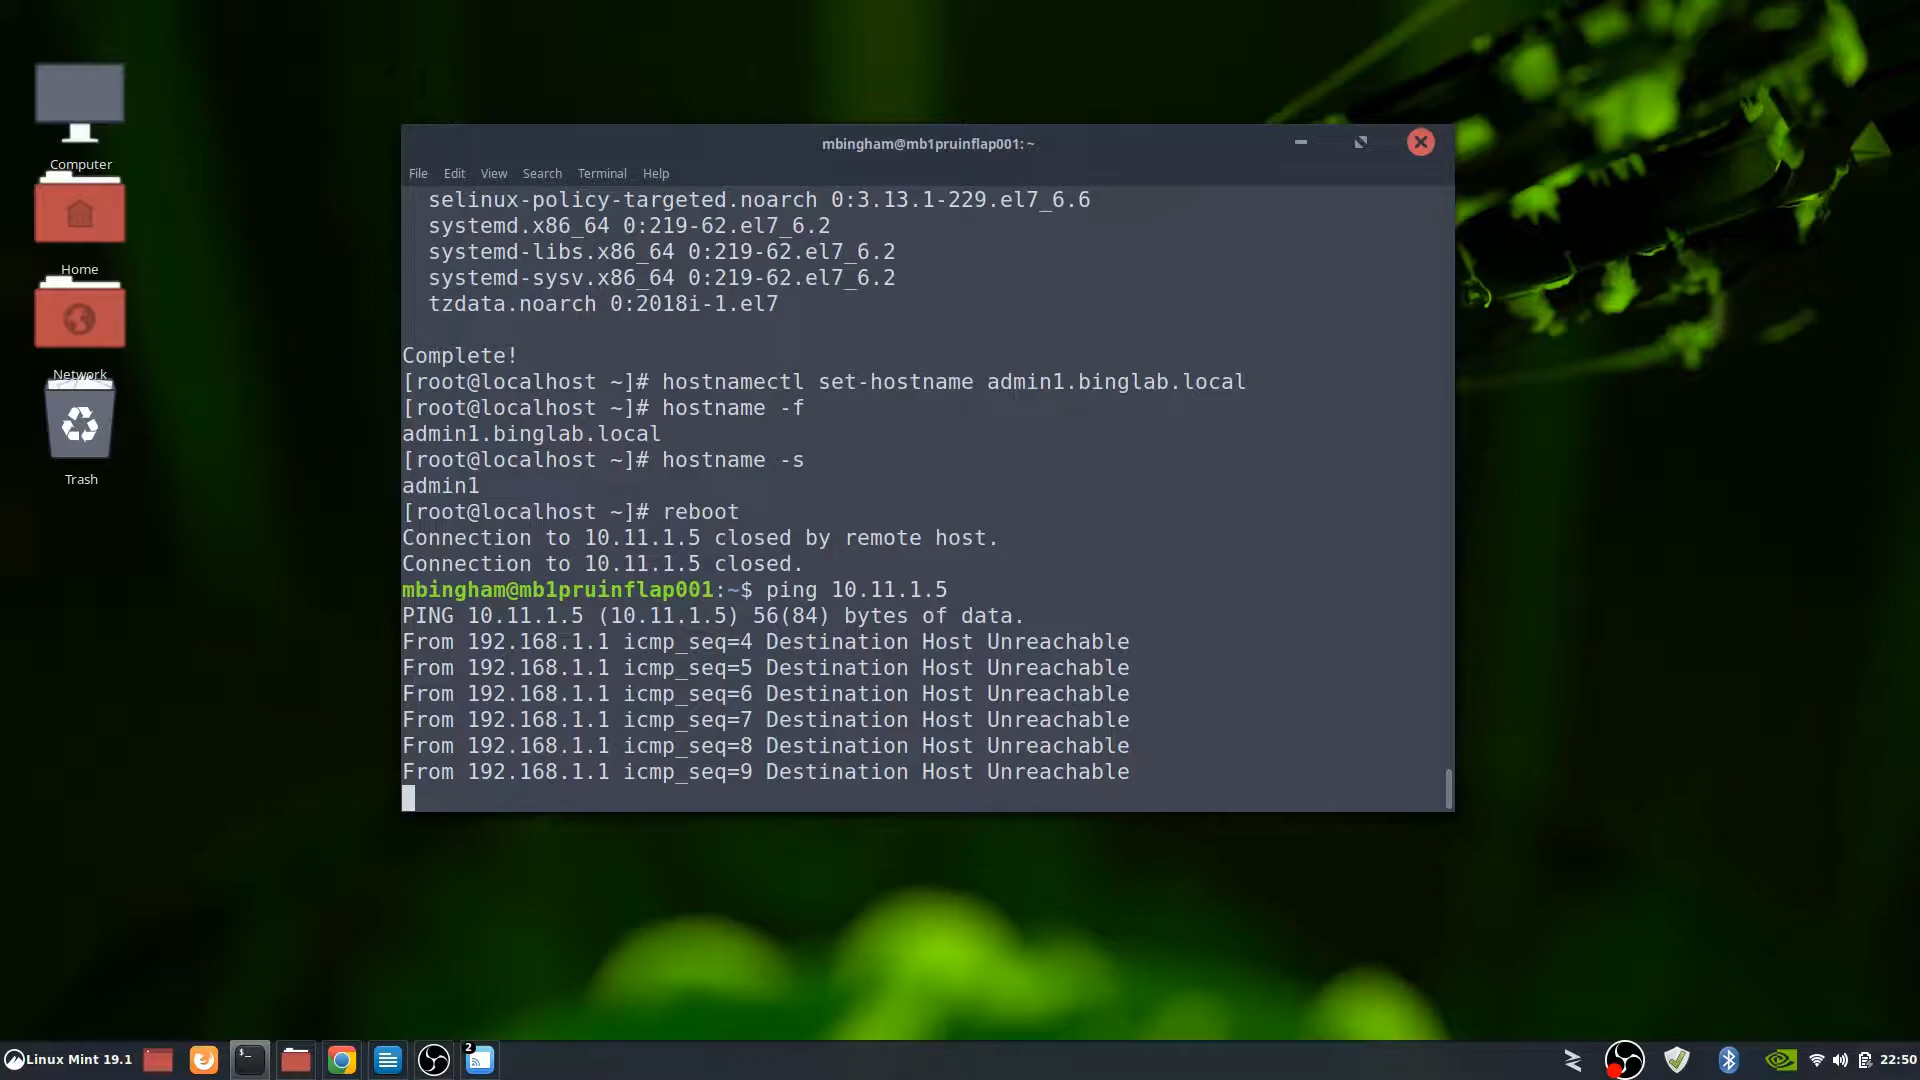 Computer
Home
Network
Trash
mbingham@mb1pruinflap001: ~
File Edit View Search Terminal Help
selinux-policy-targeted.noarch 0:3.13.1-229.el7_6.6
systemd.x86_64 0:219-62.el7_6.2
systemd-libs.x86_64 0:219-62.el7_6.2
systemd-sysv.x86_64 0:219-62.el7_6.2
tzdata.noarch 0:2018i-1.el7
Complete!
[root@localhost ~]# hostnamectl set-hostname admin1.binglab.local
[root@localhost ~]# hostname -f
admin1.binglab.local
[root@localhost ~]# hostname -s
admin1
[root@localhost ~]# reboot
Connection to 10.11.1.5 closed by remote host.
Connection to 10.11.1.5 closed.
mbingham@mb1pruinflap001:~$ ping 10.11.1.5
PING 10.11.1.5 (10.11.1.5) 56(84) bytes of data.
From 192.168.1.1 icmp_seq=4 Destination Host Unreachable
From 192.168.1.1 icmp_seq=5 Destination Host Unreachable
From 192.168.1.1 icmp_seq=6 Destination Host Unreachable
From 192.168.1.1 icmp_seq=7 Destination Host Unreachable
From 192.168.1.1 icmp_seq=8 Destination Host Unreachable
From 192.168.1.1 icmp_seq=9 Destination Host Unreachable
Linux Mint 19.1
$_
2
22:50